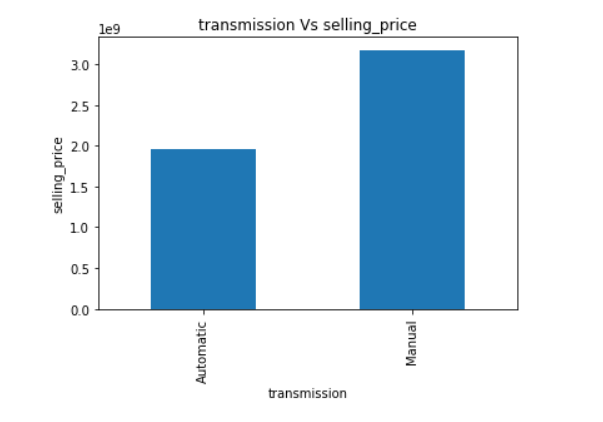 transmission Vs selling_price
1e9
3.0
2.5
2.0
1.5
1.0
0.5
0.0
selling_price
Automatic
Manual
transmission